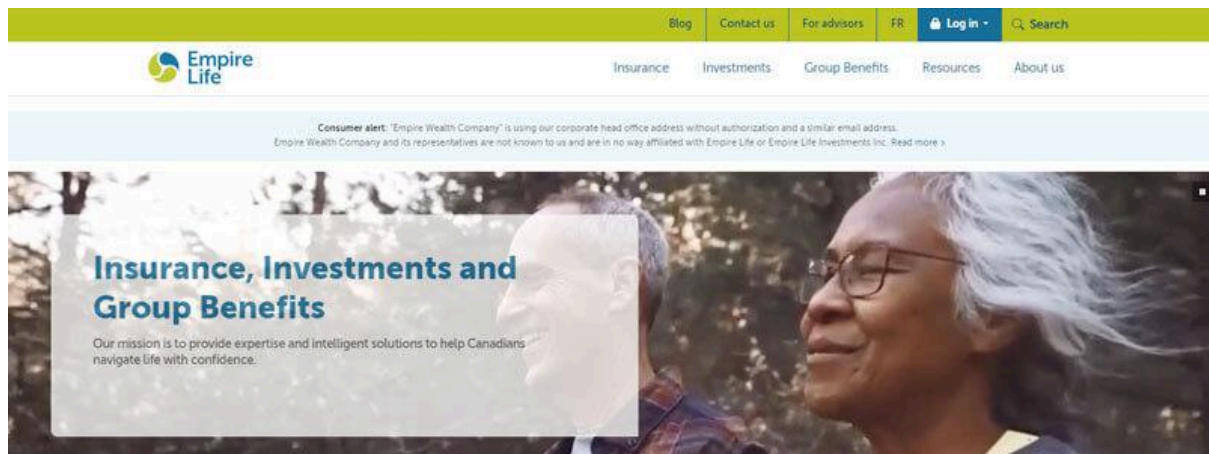 Blog Contact us For advisors FR Log in Search
Empire
Life
Insurance Investments Group Benefits Resources About us
Consumer alert: "Empire Wealth Company" is using our corporate head office address without authorization and a similar email address.
Empire Wealth Company and its representatives are not known to us and are in no way affiliated with Empire Life or Empire Life Investments Inc. Read more >
Insurance, Investments and
Group Benefits
Our mission is to provide expertise and intelligent solutions to help Canadians
navigate life with confidence.